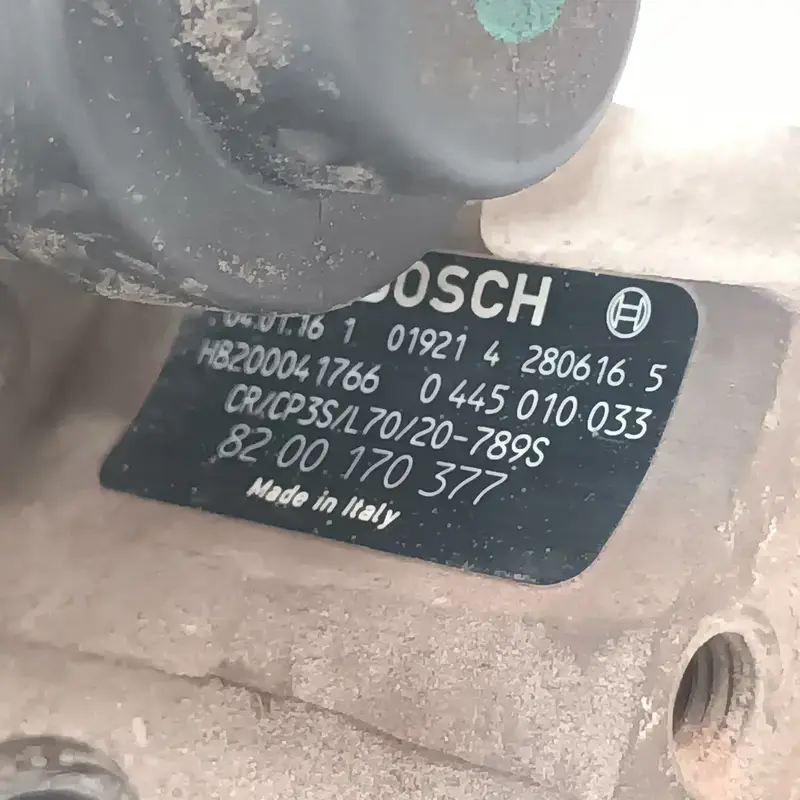 BOSCH
04.01.16 1 01921 4 280616 5
HB200041766 0 445 010 033
CR/CP3S/L70/20-789S
82 00 170 377
Made in Italy